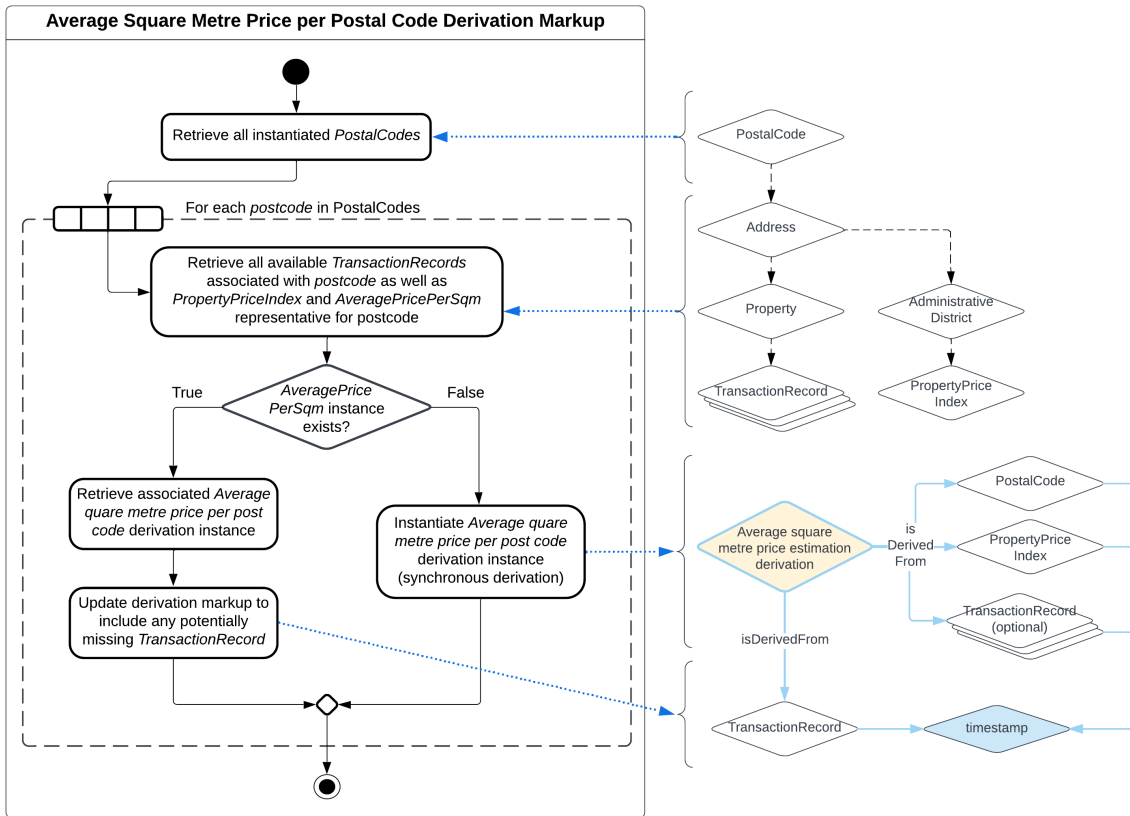 Average Square Metre Price per Postal Code Derivation Markup
Retrieve all instantiated PostalCodes
For each postcode in PostalCodes
Retrieve all available TransactionRecords
associated with postcode as well as
PropertyPriceIndex and AveragePricePerSqm
representative for postcode
True
AveragePrice
PerSqm instance
exists?
False
Retrieve associated Average
quare metre price per post
code derivation instance
Instantiate Average quare
metre price per post code
derivation instance
(synchronous derivation)
Update derivation markup to
include any potentially
missing TransactionRecord
PostalCode
Address
Property
Administrative
District
TransactionRecord
PropertyPrice
Index
Average square
metre price estimation
derivation
is
Derived
From
PostalCode
PropertyPrice
Index
TransactionRecord
(optional)
isDerivedFrom
TransactionRecord
timestamp